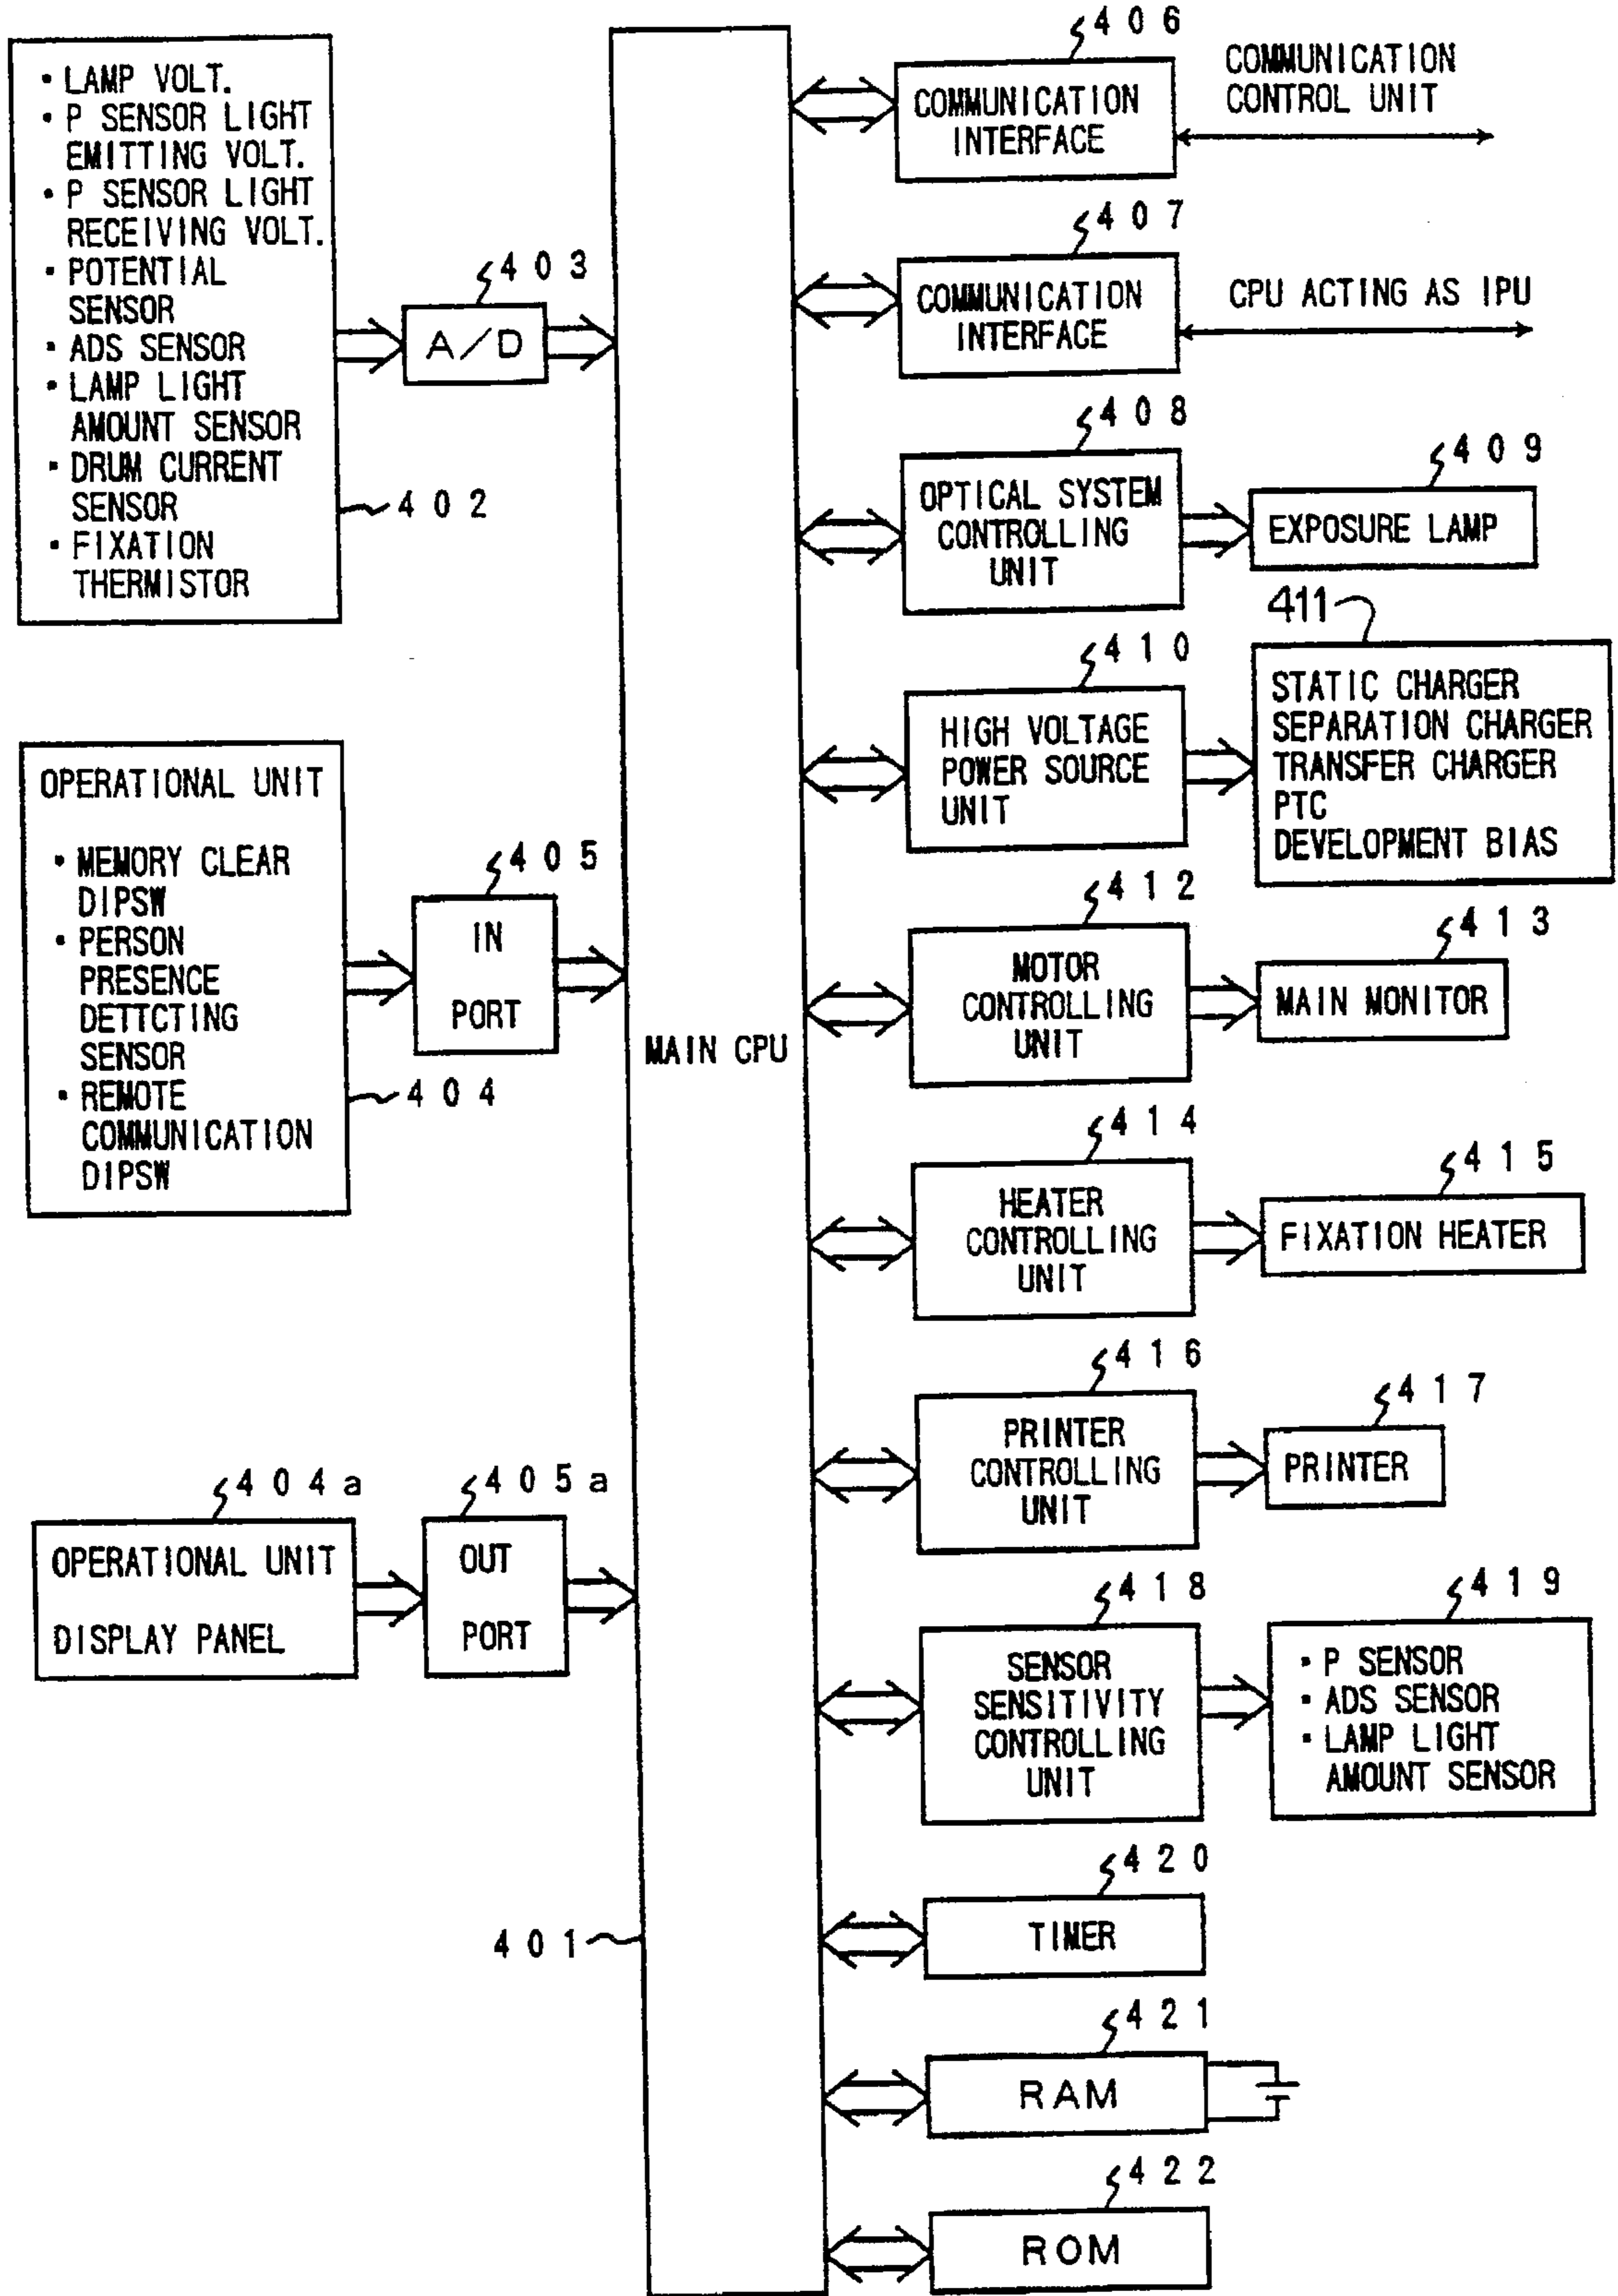 · LAMP VOLT.
· P SENSOR LIGHT
EMITTING VOLT.
· P SENSOR LIGHT
RECEIVING VOLT.
· POTENTIAL
SENSOR
· ADS SENSOR
· LAMP LIGHT
AMOUNT SENSOR
· DRUM CURRENT
SENSOR
· FIXATION
THERMISTOR
402
403
A/D
OPERATIONAL UNIT
· MEMORY CLEAR
DIPSW
· PERSON
PRESENCE
DETTCTING
SENSOR
· REMOTE
COMMUNICATION
DIPSW
404
405
IN
PORT
404a
OPERATIONAL UNIT
DISPLAY PANEL
405a
OUT
PORT
MAIN CPU
401
406
COMMUNICATION
INTERFACE
COMMUNICATION
CONTROL UNIT
407
COMMUNICATION
INTERFACE
CPU ACTING AS IPU
408
OPTICAL SYSTEM
CONTROLLING
UNIT
409
EXPOSURE LAMP
410
HIGH VOLTAGE
POWER SOURCE
UNIT
411
STATIC CHARGER
SEPARATION CHARGER
TRANSFER CHARGER
PTC
DEVELOPMENT BIAS
412
MOTOR
CONTROLLING
UNIT
413
MAIN MONITOR
414
HEATER
CONTROLLING
UNIT
415
FIXATION HEATER
416
PRINTER
CONTROLLING
UNIT
417
PRINTER
418
SENSOR
SENSITIVITY
CONTROLLING
UNIT
419
· P SENSOR
· ADS SENSOR
· LAMP LIGHT
AMOUNT SENSOR
420
TIMER
421
RAM
422
ROM